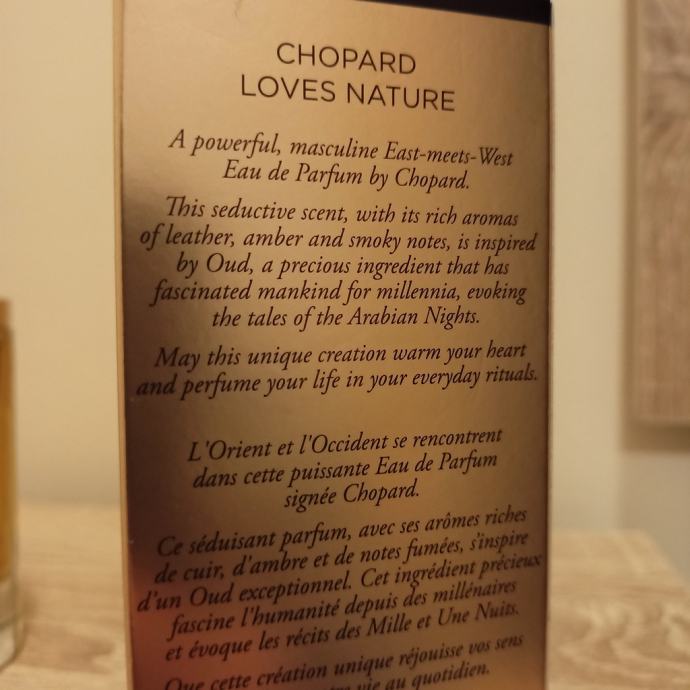 CHOPARD
LOVES NATURE
A powerful, masculine East-meets-West
Eau de Parfum by Chopard.
This seductive scent, with its rich aromas
of leather, amber and smoky notes, is inspired
by Oud, a precious ingredient that has
fascinated mankind for millennia, evoking
the tales of the Arabian Nights.
May this unique creation warm your heart
and perfume your life in your everyday rituals.
L'Orient et l'Occident se rencontrent
dans cette puissante Eau de Parfum
signée Chopard.
Ce séduisant parfum, avec ses arômes riches
de cuir, d'ambre et de notes fumées, s'inspire
d'un Oud exceptionnel. Cet ingrédient précieux
fascine l'humanité depuis des millénaires
et évoque les récits des Mille et Une Nuits.
Que cette création unique réjouisse vos sens
vie au quotidien.